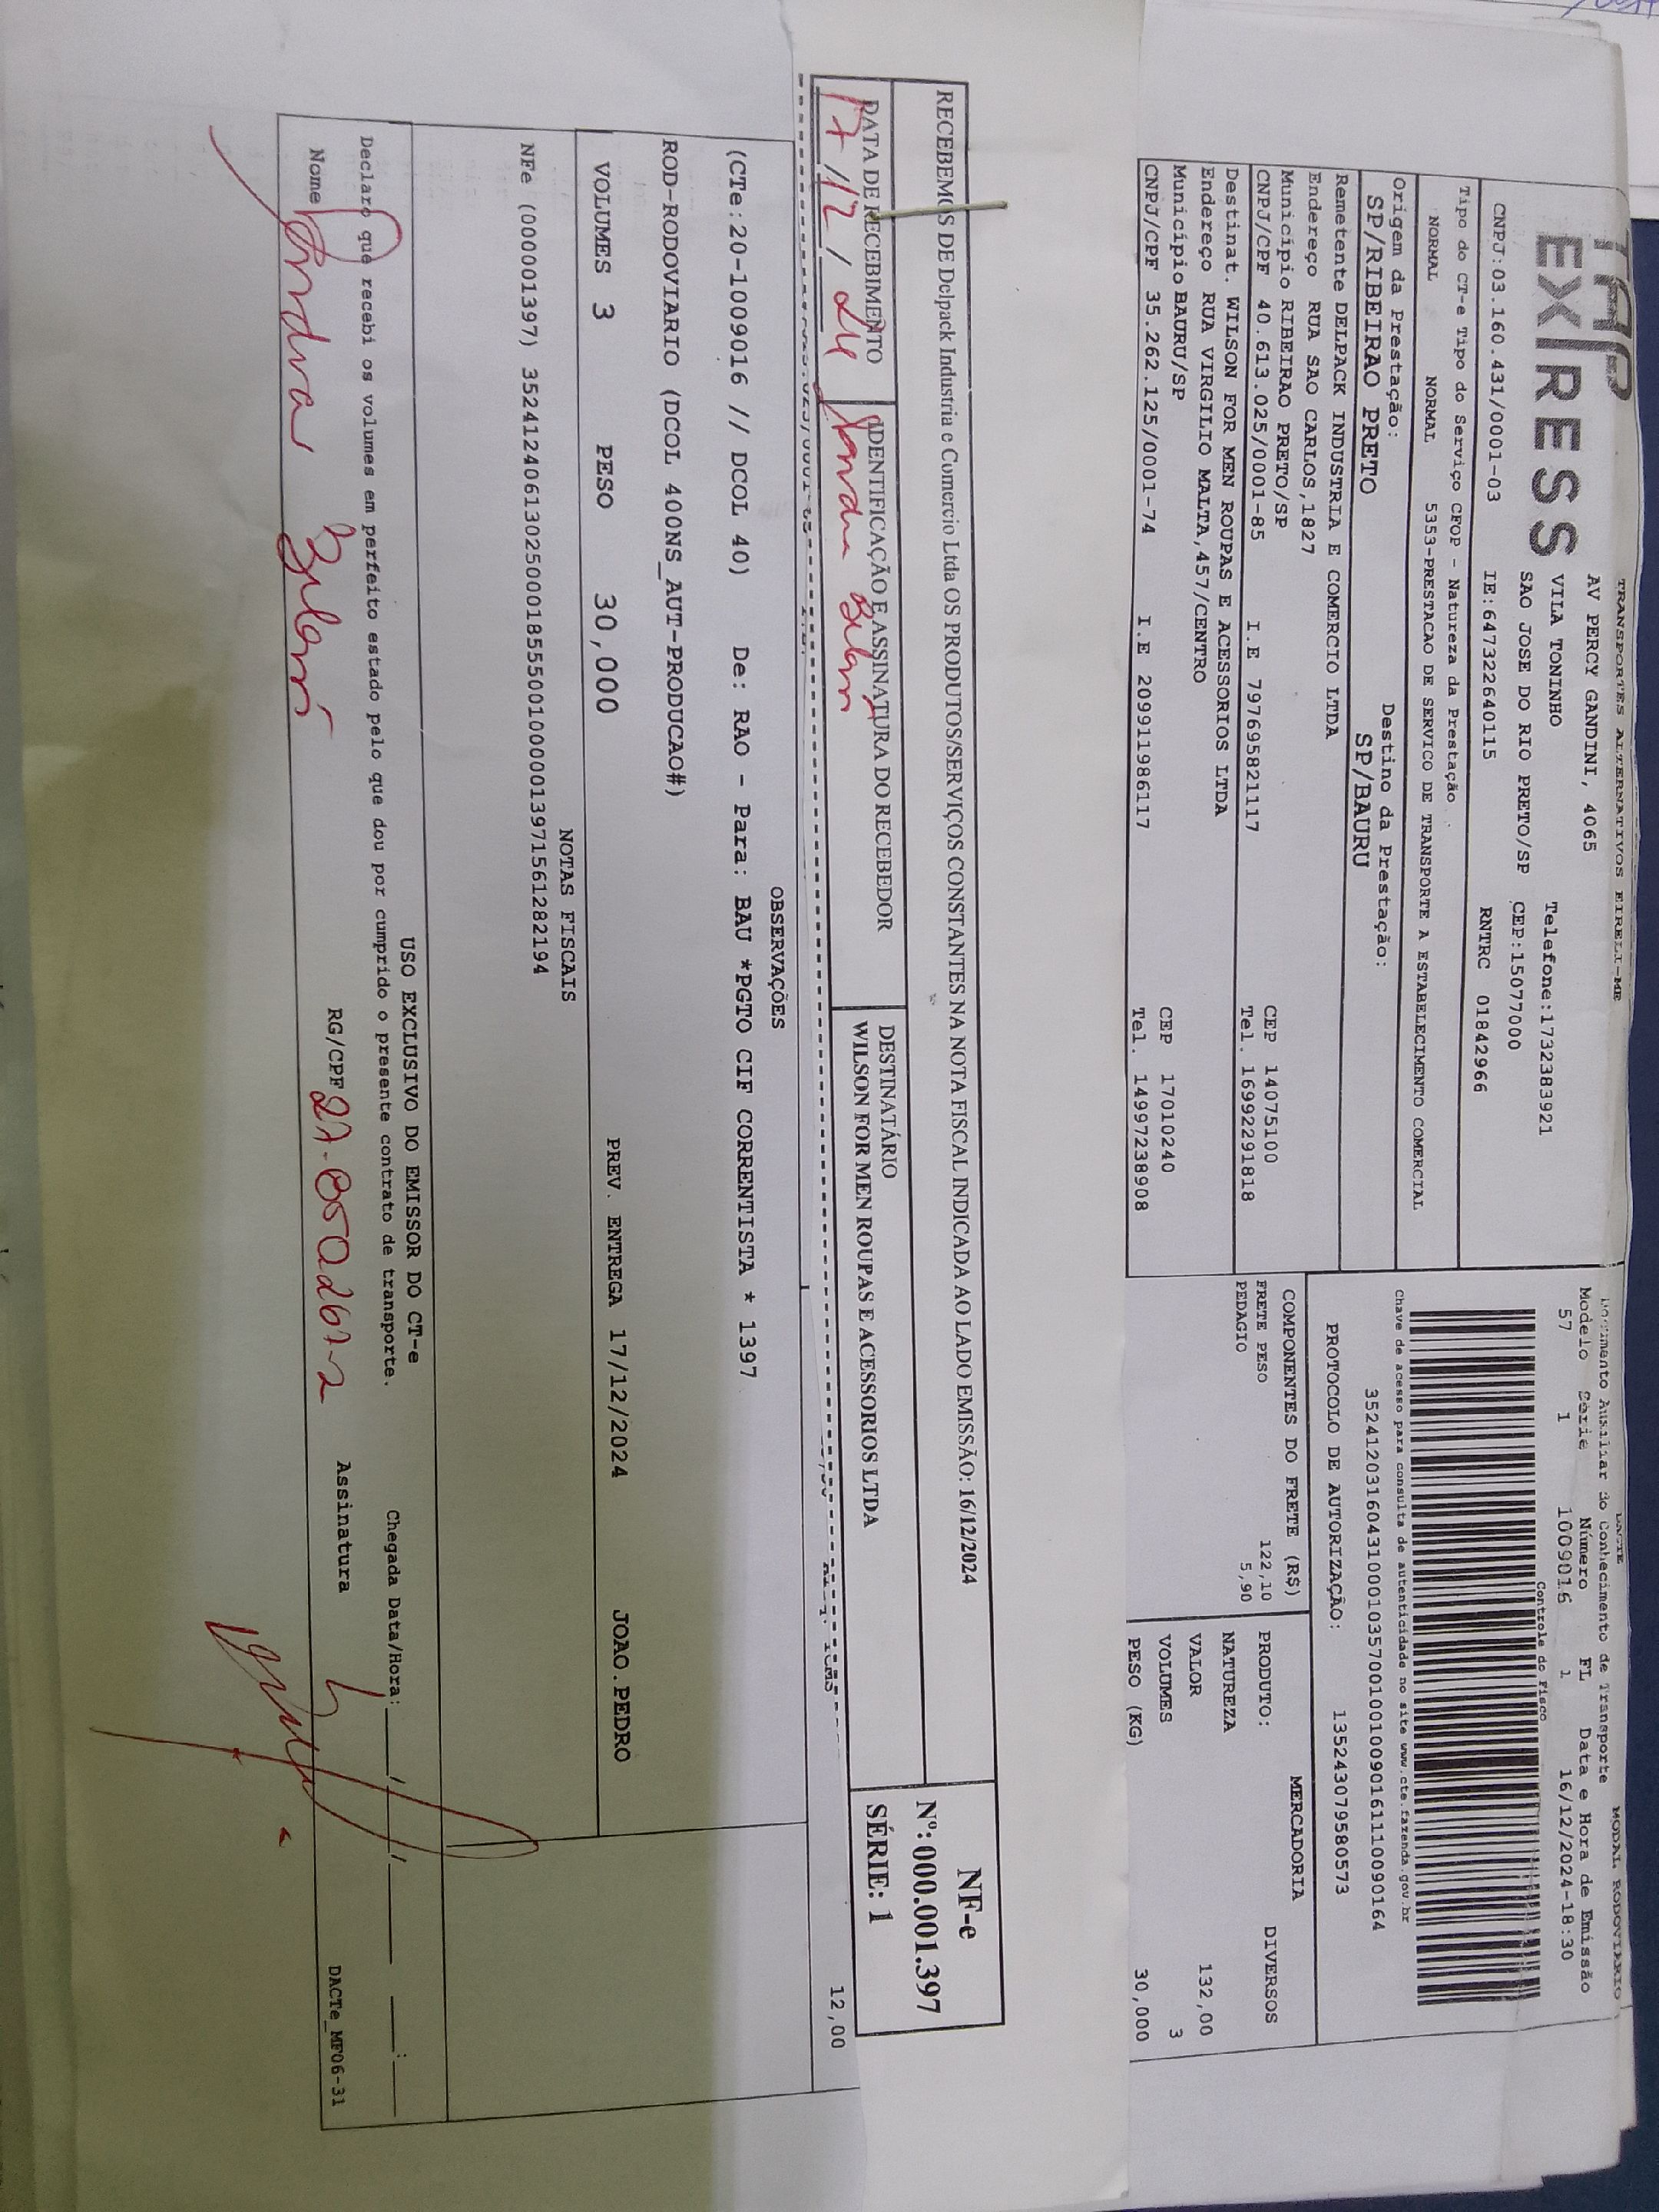 TRANSPORTES ALTERNATIVOS EIRELI-ME
TAP
EXPRESS
AV PERCY GANDINI, 4065
VILA TONINHO Telefone:1732383921
SAO JOSE DO RIO PRETO/SP CEP:15077000
CNPJ:03.160.431/0001-03 IE:647322640115 RNTRC 01842966
Tipo do CT-e Tipo do Serviço CFOP - Natureza da Prestação
NORMAL NORMAL 5353-PRESTACAO DE SERVICO DE TRANSPORTE A ESTABELECIMENTO COMERCIAL
Origem da Prestação: Destino da Prestação:
SP/RIBEIRAO PRETO SP/BAURU
Remetente DELPACK INDUSTRIA E COMERCIO LTDA
Endereço RUA SAO CARLOS,1827
Municipio RIBEIRAO PRETO/SP CEP 14075100
CNPJ/CPF 40.613.025/0001-85 I.E 797695821117 Tel. 16992291818
Destinat. WILSON FOR MEN ROUPAS E ACESSORIOS LTDA
Endereço RUA VIRGILIO MALTA,457/CENTRO
Municipio BAURU/SP CEP 17010240
CNPJ/CPF 35.262.125/0001-74 I.E 209911986117 Tel. 14997238908
DACTE MODAL RODOVIARIO
Documento Auxiliar do Conhecimento de Transporte
Modelo Série Número FL Data e Hora de Emissão
57 1 1009016 1 16/12/2024-18:30
Controle do Fisco
Chave de acesso para consulta de autenticidade no site www.cte.fazenda.gov.br
35241203160431000103570010010090161110090164
PROTOCOLO DE AUTORIZAÇÃO: 135243079580573
COMPONENTES DO FRETE (R$)
FRETE PESO 122,10
PEDAGIO 5,90
MERCADORIA
PRODUTO: DIVERSOS
NATUREZA
VALOR 132,00
VOLUMES 3
PESO (KG) 30,000
RECEBEMOS DE Delpack Industria e Comercio Ltda OS PRODUTOS/SERVIÇOS CONSTANTES NA NOTA FISCAL INDICADA AO LADO EMISSÃO: 16/12/2024
NF-e
Nº: 000.001.397
SÉRIE: 1
DATA DE RECEBIMENTO IDENTIFICAÇÃO E ASSINATURA DO RECEBEDOR DESTINATÁRIO
17/12/24 WILSON FOR MEN ROUPAS E ACESSORIOS LTDA
12,00
OBSERVAÇÕES
(CTe:20-1009016 // DCOL 40) De: RAO - Para: BAU *PGTO CIF CORRENTISTA * 1397
ROD-RODOVIARIO (DCOL 400NS_AUT-PRODUCAO#)
VOLUMES 3 PESO 30,000 PREV. ENTREGA 17/12/2024 JOAO.PEDRO
NOTAS FISCAIS
NFe (000001397) 35241240613025000185550010000013971561282194
USO EXCLUSIVO DO EMISSOR DO CT-e
Declaro que recebi os volumes em perfeito estado pelo que dou por cumprido o presente contrato de transporte. Chegada Data/Hora: ___/___/___ __:__
Nome RG/CPF Assinatura
DACTe_MF06-31